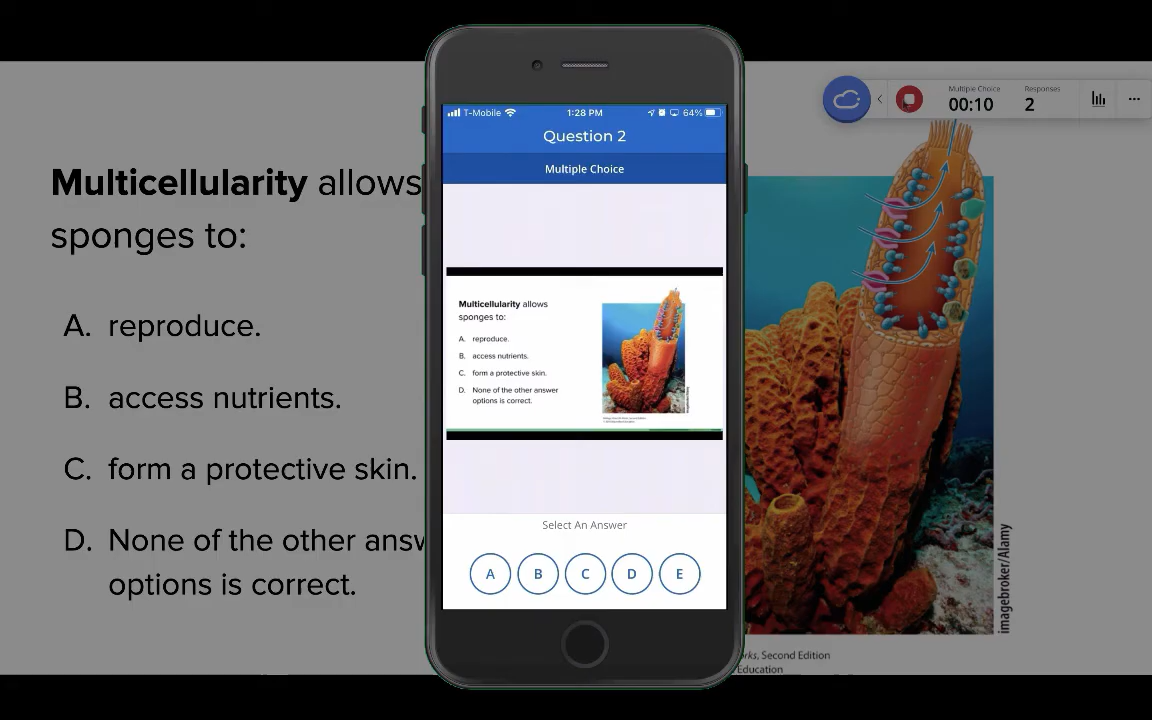 Multicellularity allows
sponges to:
A. reproduce.
B. access nutrients.
C. form a protective skin.
D. None of the other answ
options is correct.
T-Mobile
1:28 PM
64%
Question 2
Multiple Choice
Multicellularity allows
sponges to:
A. reproduce.
B. access nutrients.
C. form a protective skin.
D. None of the other answer
options is correct.
Select An Answer
A B C D E
Multiple Choice
00:10
Responses
2
imagebroker/Alamy
rks, Second Edition
Education